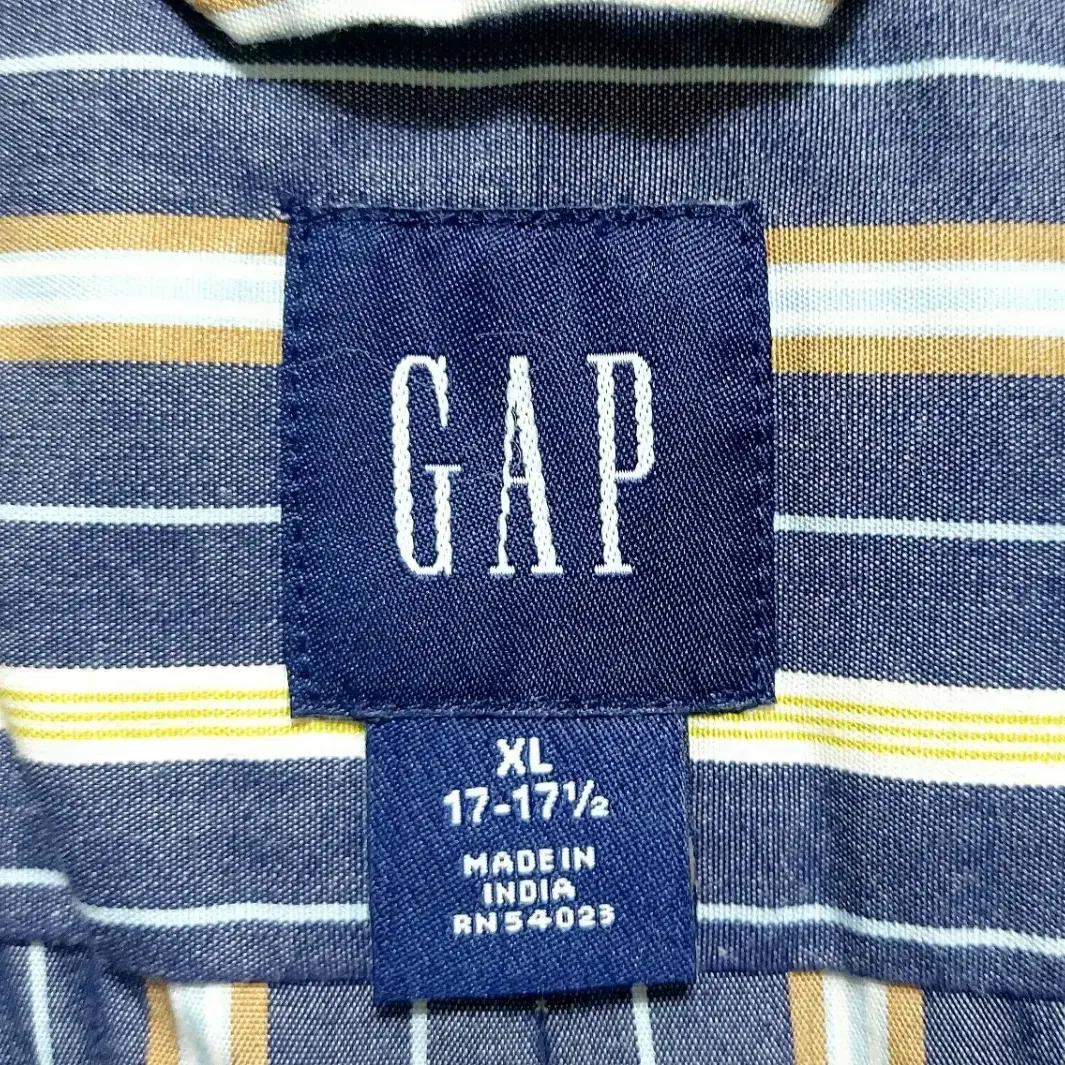 GAP
XL
17-17½
MADE IN
INDIA
RN54023